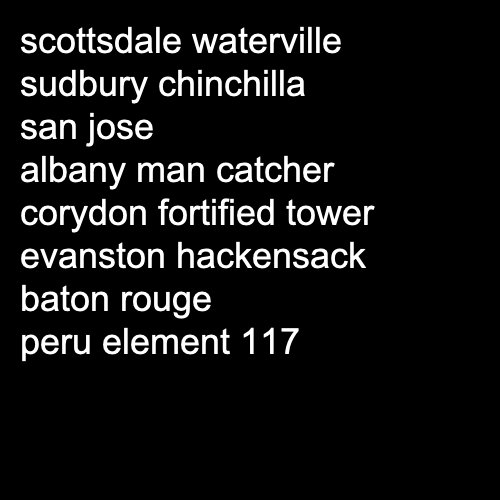 scottsdale waterville
sudbury chinchilla
san jose
albany man catcher
corydon fortified tower
evanston hackensack
baton rouge
peru element 117